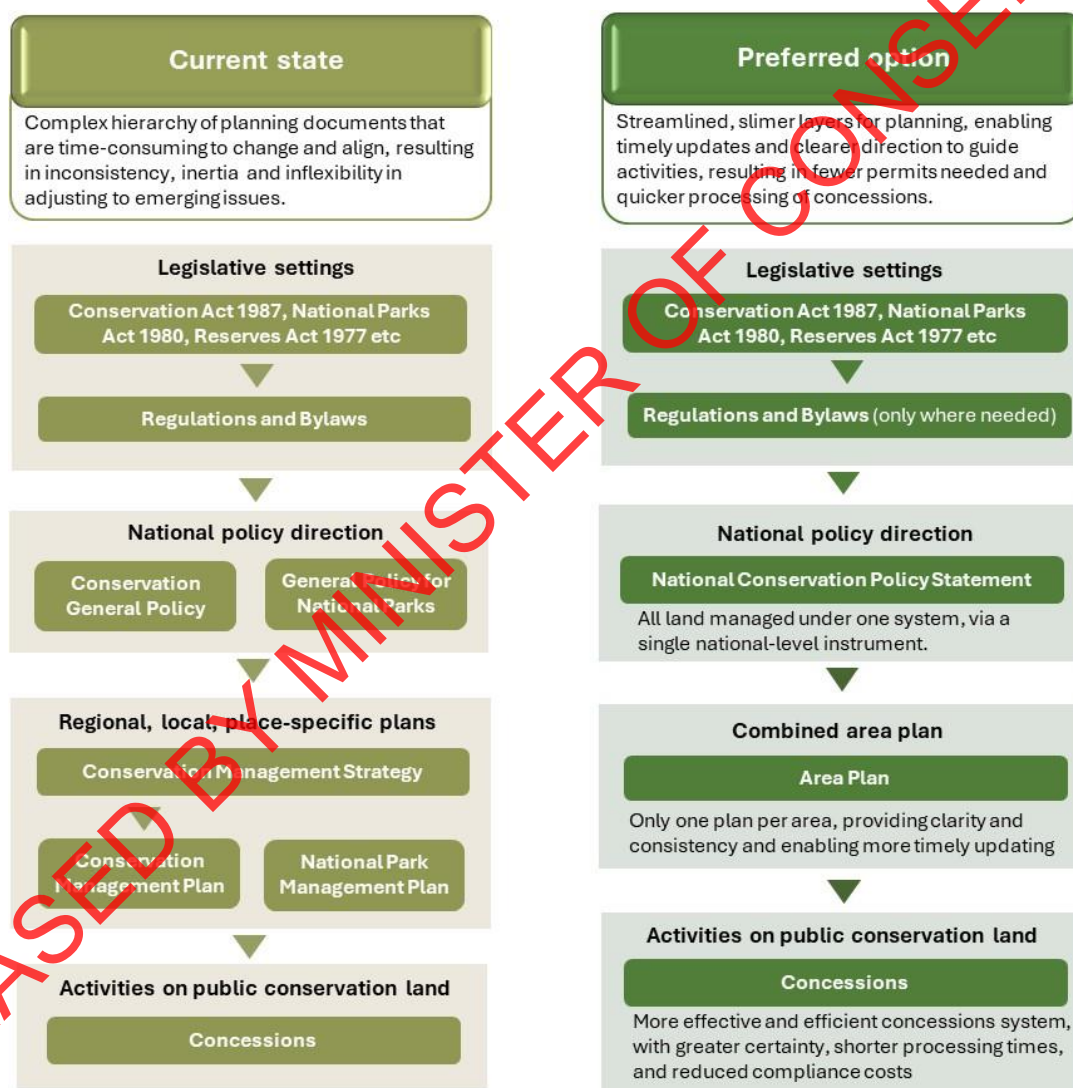 Current state
Complex hierarchy of planning documents that
are time-consuming to change and align, resulting
in inconsistency, inertia and inflexibility in
adjusting to emerging issues.
Legislative settings
Conservation Act 1987, National Parks
Act 1980, Reserves Act 1977 etc
Regulations and Bylaws
National policy direction
Conservation
General Policy
General Policy for
National Parks
Regional, local, place-specific plans
Conservation Management Strategy
Conservation
Management Plan
National Park
Management Plan
Activities on public conservation land
Concessions
Preferred option
Streamlined, slimer layers for planning, enabling
timely updates and clearer direction to guide
activities, resulting in fewer permits needed and
quicker processing of concessions.
Legislative settings
Conservation Act 1987, National Parks
Act 1980, Reserves Act 1977 etc
Regulations and Bylaws (only where needed)
National policy direction
National Conservation Policy Statement
All land managed under one system, via a
single national-level instrument.
Combined area plan
Area Plan
Only one plan per area, providing clarity and
consistency and enabling more timely updating
Activities on public conservation land
Concessions
More effective and efficient concessions system,
with greater certainty, shorter processing times,
and reduced compliance costs
ASED BY MINISTER OF CONSE